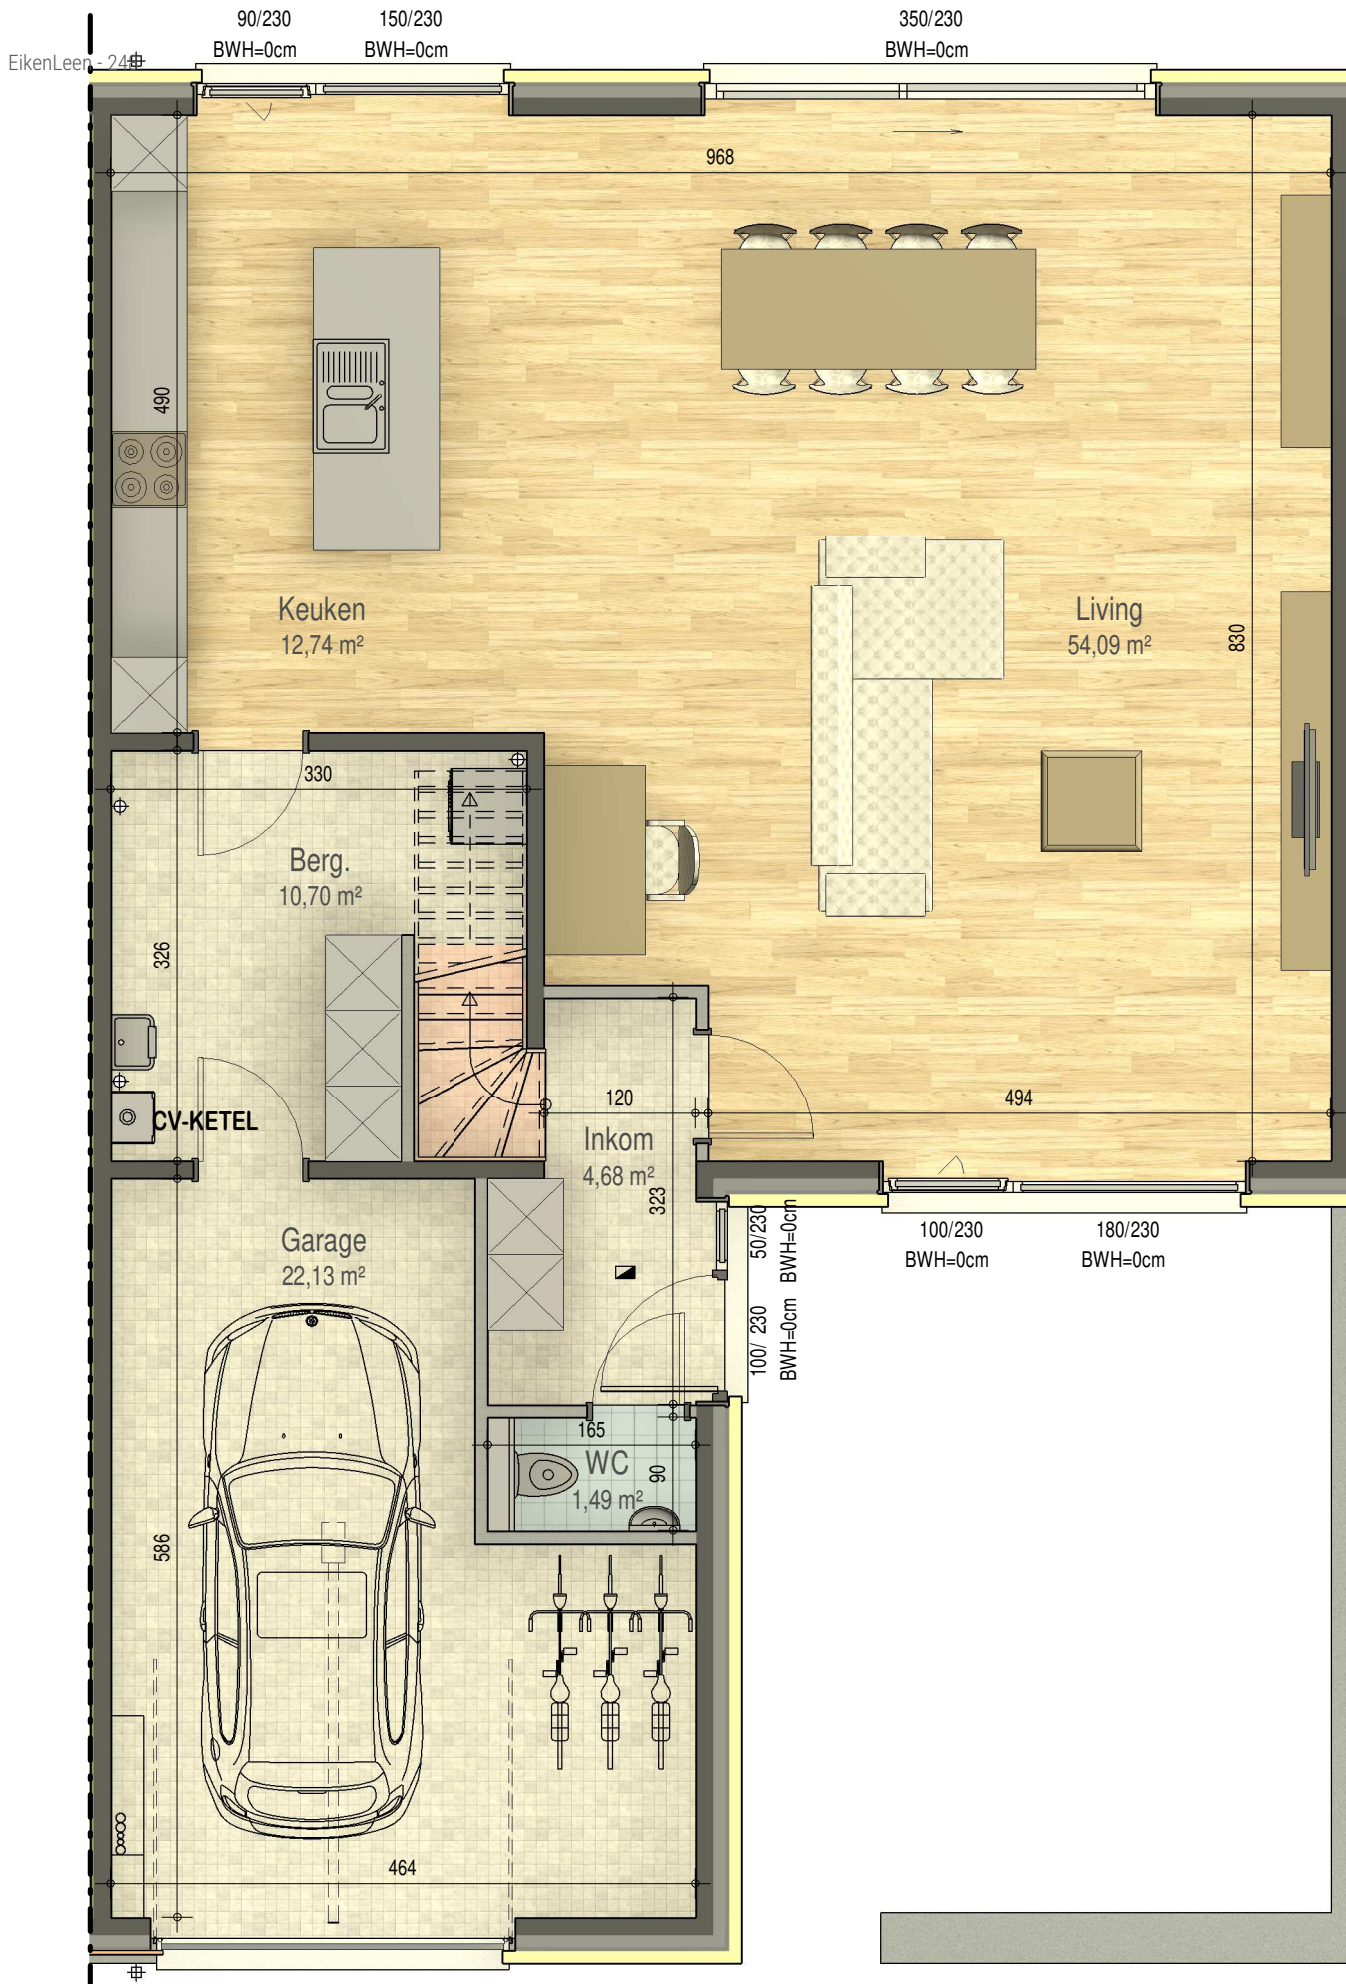 90/230
BWH=0cm
150/230
BWH=0cm
350/230
BWH=0cm
EikenLeen - 24
968
490
Keuken
12,74 m²
Living
54,09 m²
830
330
Berg.
10,70 m²
326
CV-KETEL
120
Inkom
4,68 m²
323
494
50/230
BWH=0cm
100/230
BWH=0cm
180/230
BWH=0cm
100/ 230
BWH=0cm
Garage
22,13 m²
165
WC
1,49 m²
90
586
464